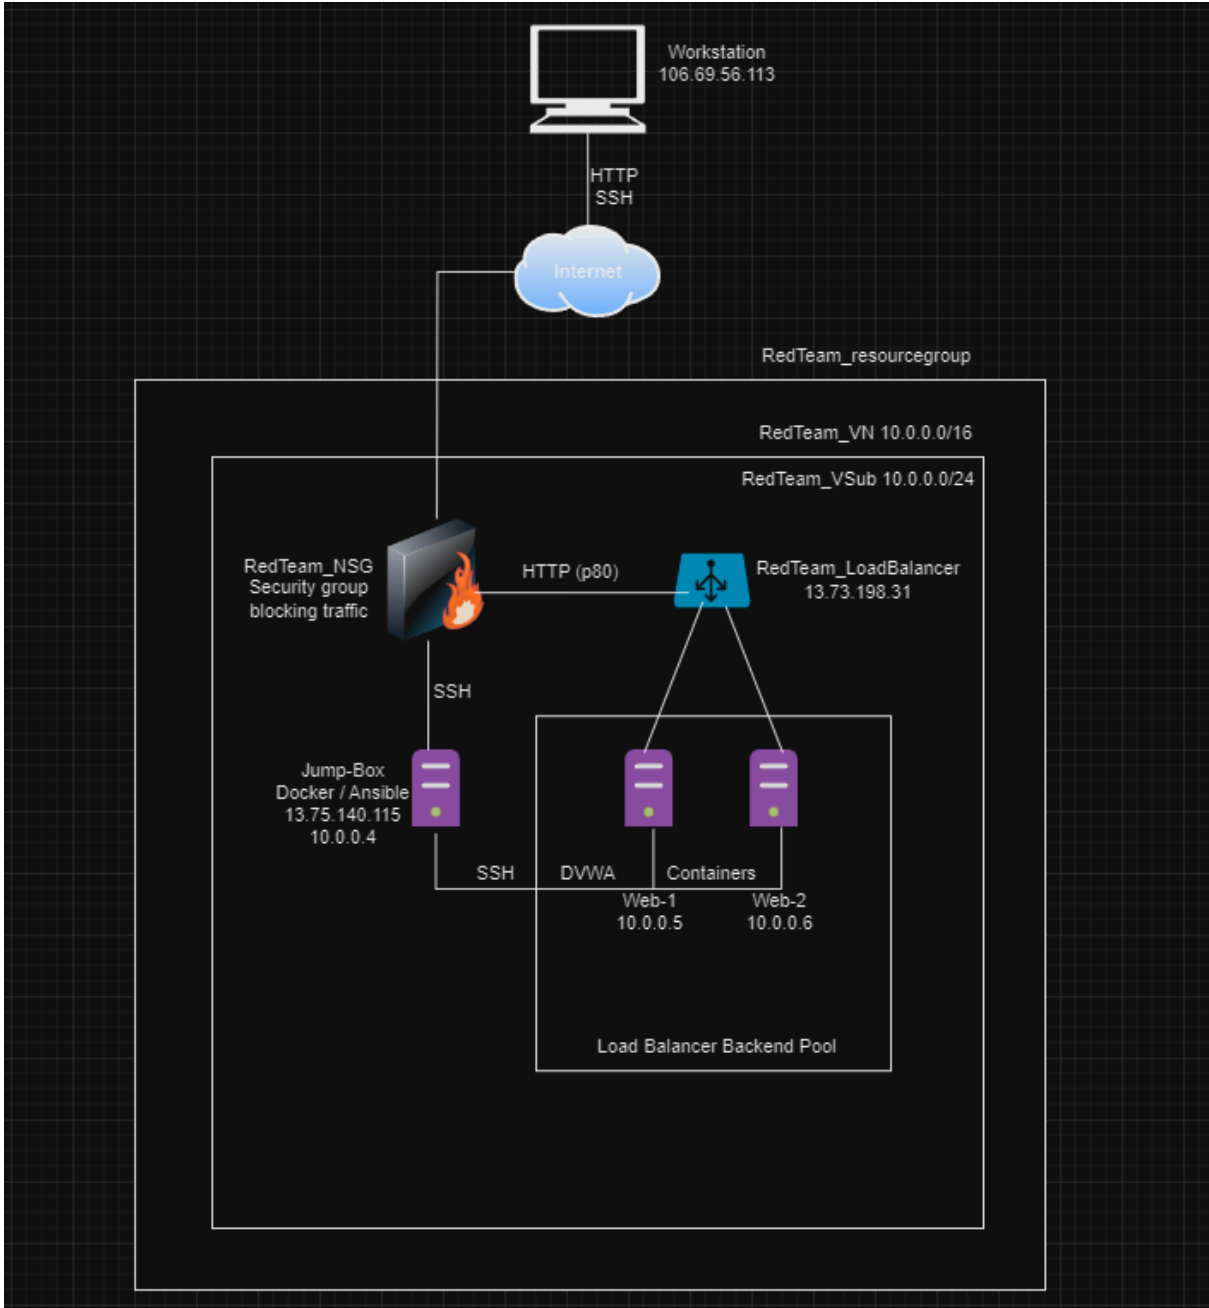 Workstation
106.69.56.113
HTTP
SSH
Internet
RedTeam_resourcegroup
RedTeam_VN 10.0.0.0/16
RedTeam_VSub 10.0.0.0/24
RedTeam_NSG
Security group
blocking traffic
HTTP (p80)
RedTeam_LoadBalancer
13.73.198.31
SSH
Jump-Box
Docker / Ansible
13.75.140.115
10.0.0.4
SSH
DVWA
Containers
Web-1
10.0.0.5
Web-2
10.0.0.6
Load Balancer Backend Pool